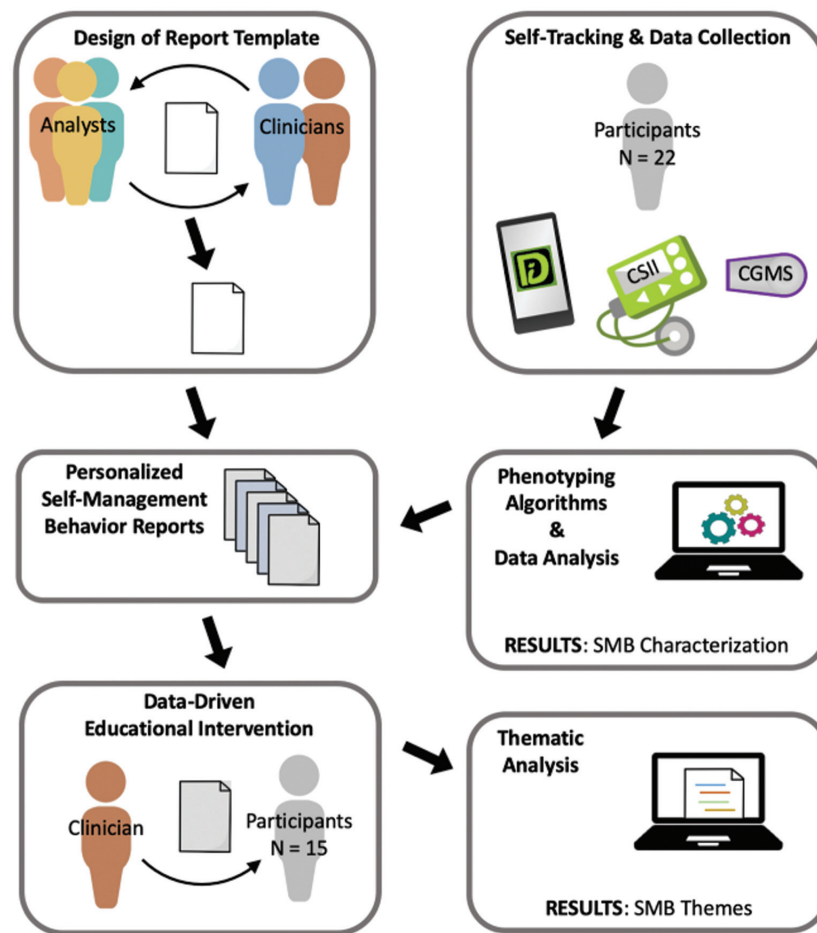 Design of Report Template
Analysts
Clinicians
Self-Tracking & Data Collection
Participants
N = 22
iD
CSII
CGMS
Personalized
Self-Management
Behavior Reports
Phenotyping
Algorithms
&
Data Analysis
RESULTS: SMB Characterization
Data-Driven
Educational Intervention
Clinician
Participants
N = 15
Thematic
Analysis
RESULTS: SMB Themes